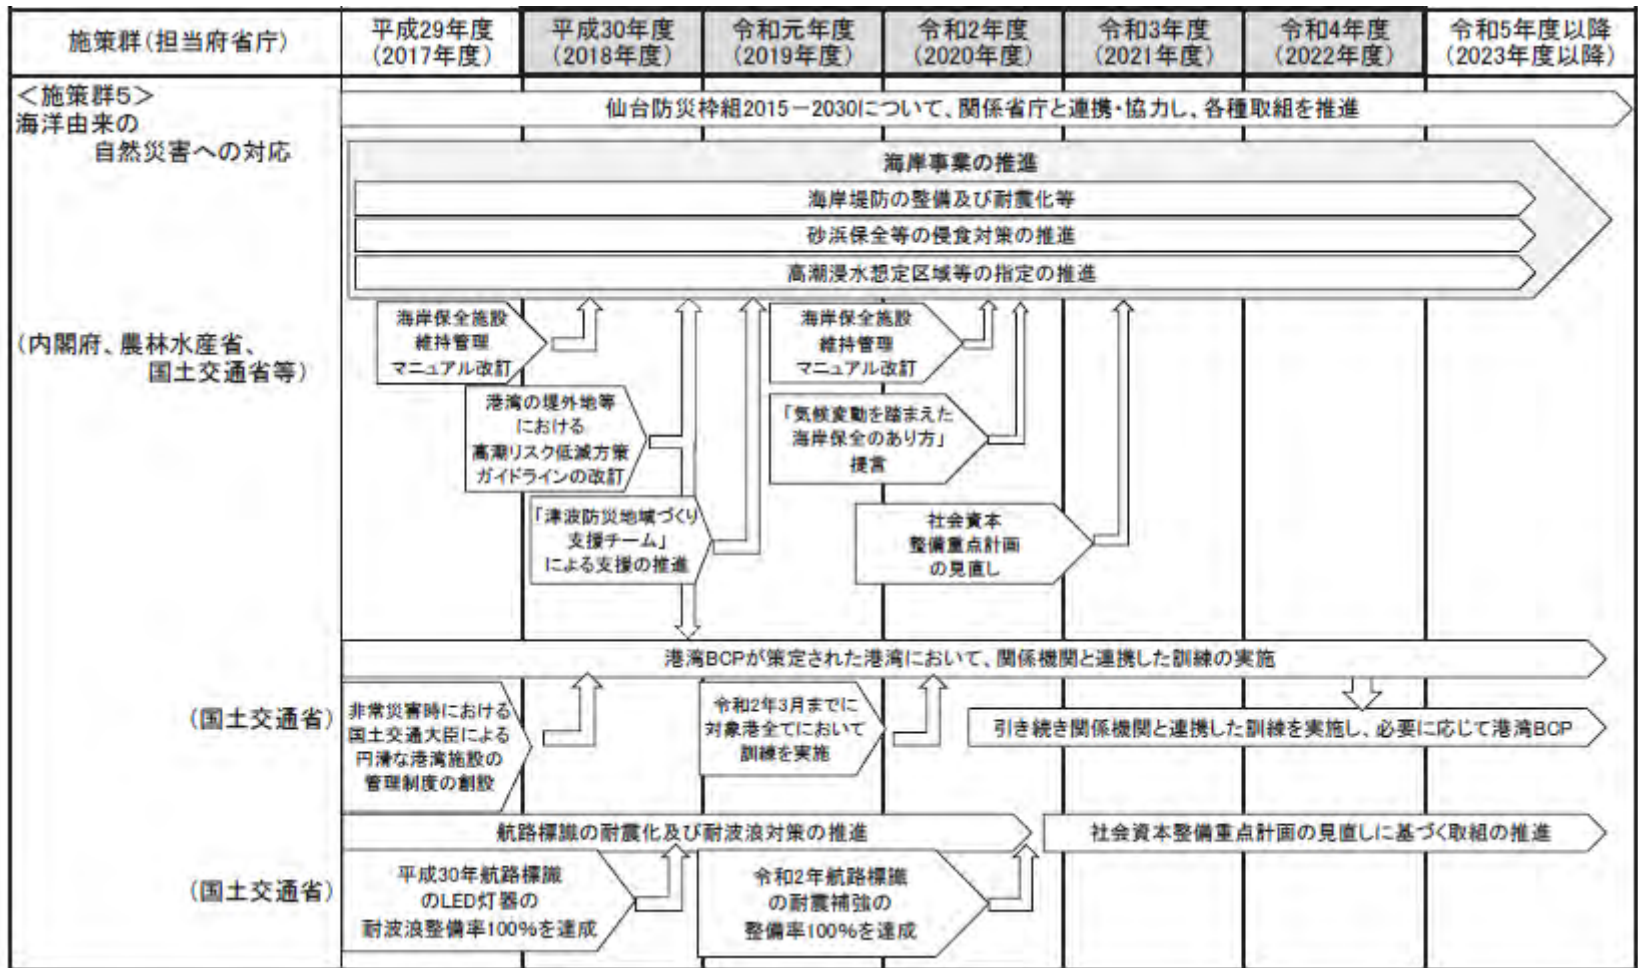 施策群(担当府省庁)
平成29年度
(2017年度)
平成30年度
(2018年度)
令和元年度
(2019年度)
令和2年度
(2020年度)
令和3年度
(2021年度)
令和4年度
(2022年度)
令和5年度以降
(2023年度以降)
<施策群5>
海洋由来の
自然災害への対応
仙台防災枠組2015-2030について、関係省庁と連携・協力し、各種取組を推進
海岸事業の推進
海岸堤防の整備及び耐震化等
砂浜保全等の侵食対策の推進
高潮浸水想定区域等の指定の推進
(内閣府、農林水産省、
国土交通省等)
海岸保全施設
維持管理
マニュアル改訂
港湾の堤外地等
における
高潮リスク低減方策
ガイドラインの改訂
「津波防災地域づくり
支援チーム」
による支援の推進
海岸保全施設
維持管理
マニュアル改訂
「気候変動を踏まえた
海岸保全のあり方」
提言
社会資本
整備重点計画
の見直し
港湾BCPが策定された港湾において、関係機関と連携した訓練の実施
(国土交通省)
非常災害時における
国土交通大臣による
円滑な港湾施設の
管理制度の創設
令和2年3月までに
対象港全てにおいて
訓練を実施
引き続き関係機関と連携した訓練を実施し、必要に応じて港湾BCP
航路標識の耐震化及び耐波浪対策の推進
社会資本整備重点計画の見直しに基づく取組の推進
(国土交通省)
平成30年航路標識
のLED灯器の
耐波浪整備率100%を達成
令和2年航路標識
の耐震補強の
整備率100%を達成